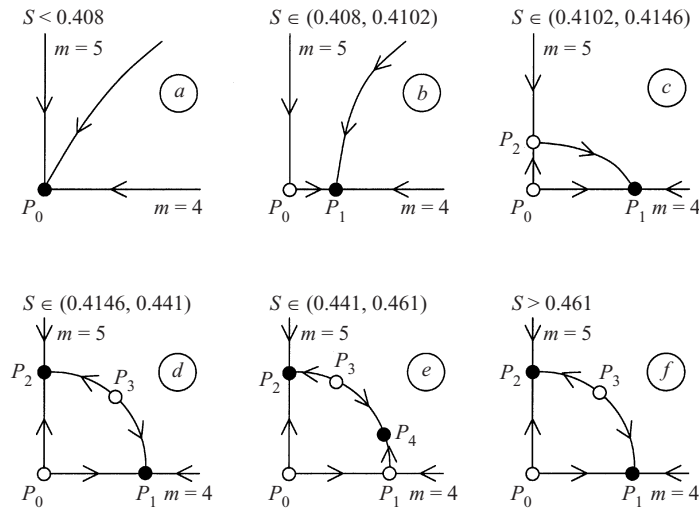 S < 0.408
m = 5
a
P₀
m = 4
S ∈ (0.408, 0.4102)
m = 5
b
P₀
P₁
m = 4
S ∈ (0.4102, 0.4146)
m = 5
c
P₂
P₀
P₁ m = 4
S ∈ (0.4146, 0.441)
m = 5
d
P₂
P₃
P₀
P₁ m = 4
S ∈ (0.441, 0.461)
m = 5
e
P₂
P₃
P₄
P₀
P₁ m = 4
S > 0.461
m = 5
f
P₂
P₃
P₀
P₁ m = 4